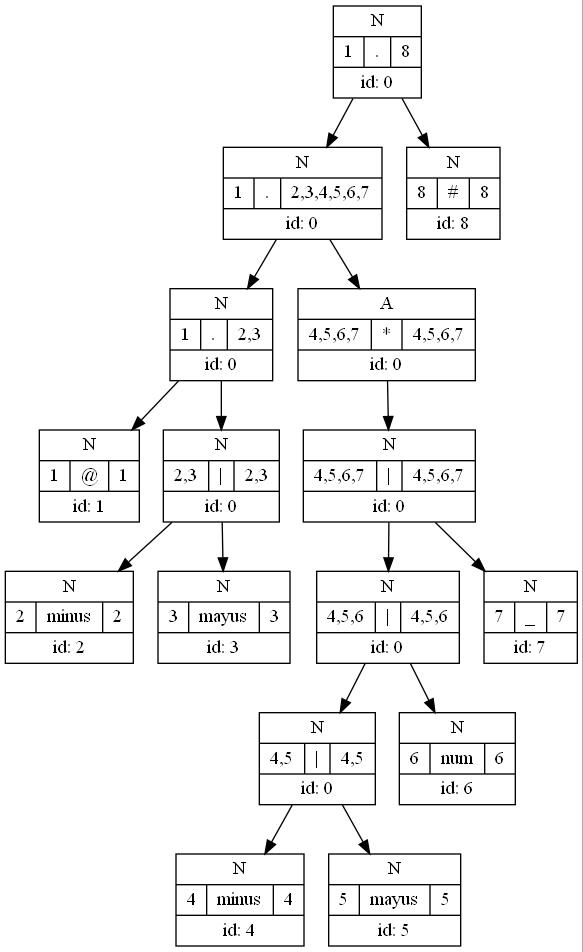 N
1 . 8
id: 0
N
1 . 2,3,4,5,6,7
id: 0
N
8 # 8
id: 8
N
1 . 2,3
id: 0
A
4,5,6,7 * 4,5,6,7
id: 0
N
1 @ 1
id: 1
N
2,3 | 2,3
id: 0
N
4,5,6,7 | 4,5,6,7
id: 0
N
2 minus 2
id: 2
N
3 mayus 3
id: 3
N
4,5,6 | 4,5,6
id: 0
N
7 _ 7
id: 7
N
4,5 | 4,5
id: 0
N
6 num 6
id: 6
N
4 minus 4
id: 4
N
5 mayus 5
id: 5